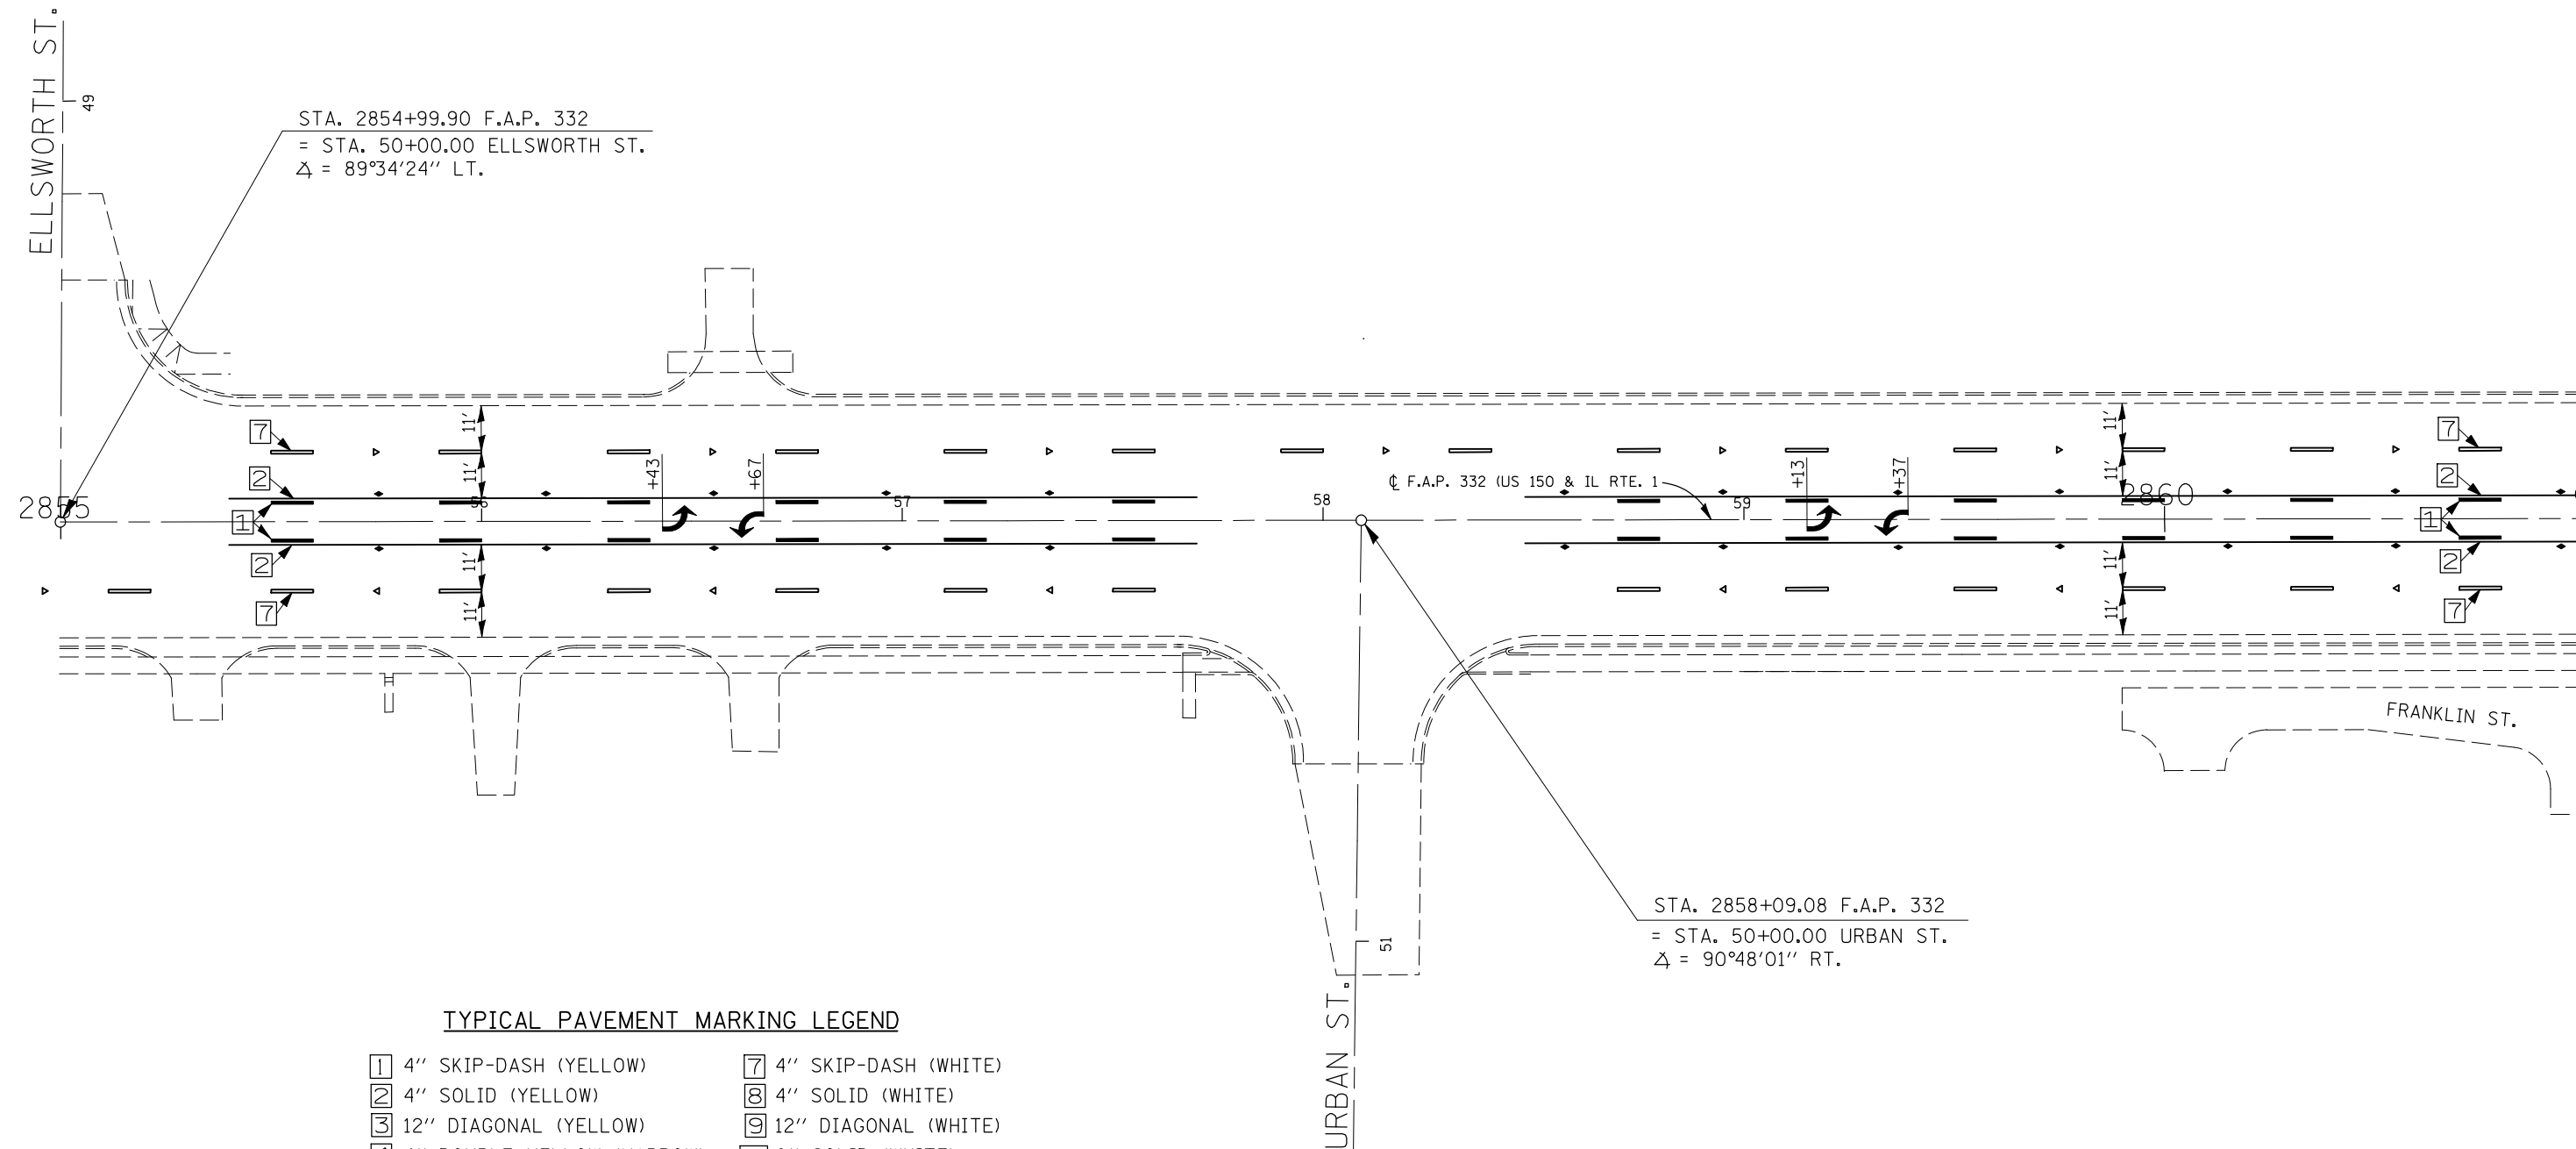 ELLSWORTH ST.
49
STA. 2854+99.90 F.A.P. 332
= STA. 50+00.00 ELLSWORTH ST.
∡ = 89°34'24" LT.
7
11'
11'
2
+43
+67
2855
1
56
57
58
℄ F.A.P. 332 (US 150 & IL RTE. 1
59
+13
+37
11'
11'
2860
7
2
1
2
11'
11'
7
2
7
11'
11'
FRANKLIN ST.
STA. 2858+09.08 F.A.P. 332
= STA. 50+00.00 URBAN ST.
∡ = 90°48'01" RT.
51
URBAN ST.
TYPICAL PAVEMENT MARKING LEGEND
1 4" SKIP-DASH (YELLOW)
2 4" SOLID (YELLOW)
3 12" DIAGONAL (YELLOW)
7 4" SKIP-DASH (WHITE)
8 4" SOLID (WHITE)
9 12" DIAGONAL (WHITE)